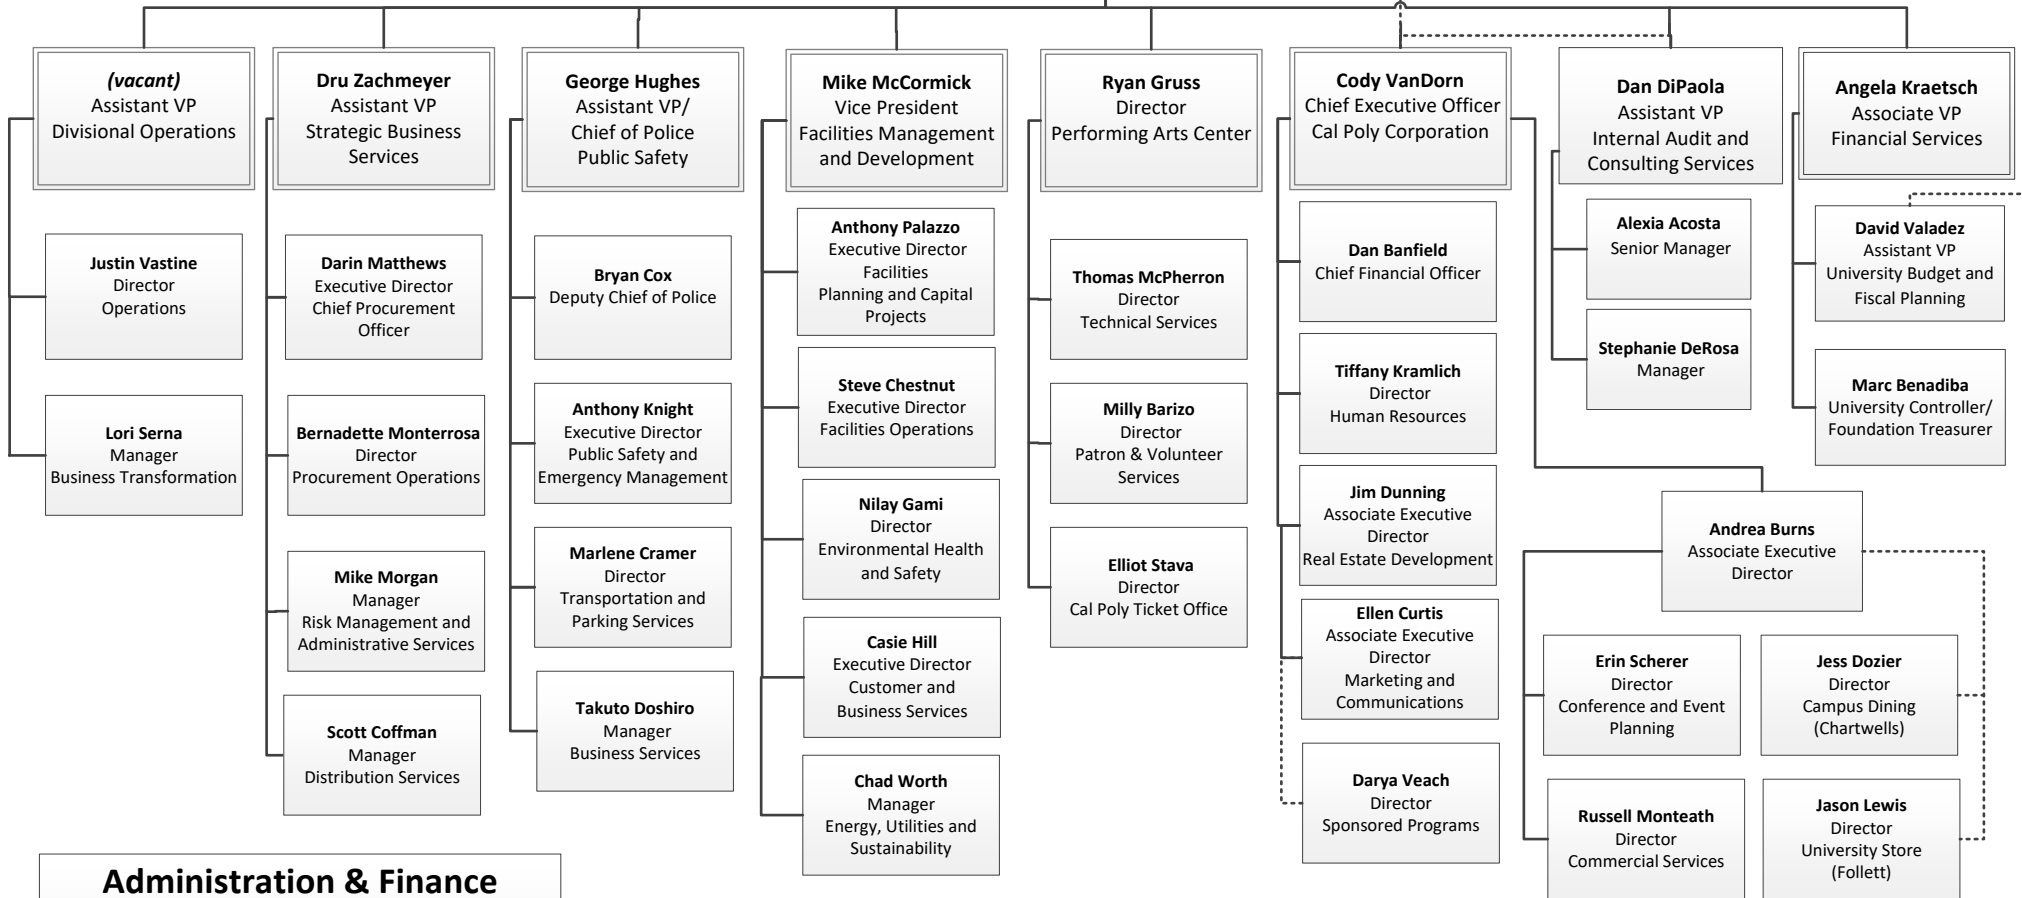 (vacant)
Assistant VP
Divisional Operations
Justin Vastine
Director
Operations
Lori Serna
Manager
Business Transformation
Dru Zachmeyer
Assistant VP
Strategic Business
Services
Darin Matthews
Executive Director
Chief Procurement
Officer
Bernadette Monterrosa
Director
Procurement Operations
Mike Morgan
Manager
Risk Management and
Administrative Services
Scott Coffman
Manager
Distribution Services
George Hughes
Assistant VP/
Chief of Police
Public Safety
Bryan Cox
Deputy Chief of Police
Anthony Knight
Executive Director
Public Safety and
Emergency Management
Marlene Cramer
Director
Transportation and
Parking Services
Takuto Doshiro
Manager
Business Services
Mike McCormick
Vice President
Facilities Management
and Development
Anthony Palazzo
Executive Director
Facilities
Planning and Capital
Projects
Steve Chestnut
Executive Director
Facilities Operations
Nilay Gami
Director
Environmental Health
and Safety
Casie Hill
Executive Director
Customer and
Business Services
Chad Worth
Manager
Energy, Utilities and
Sustainability
Ryan Gruss
Director
Performing Arts Center
Thomas McPherron
Director
Technical Services
Milly Barizo
Director
Patron & Volunteer
Services
Elliot Stava
Director
Cal Poly Ticket Office
Cody VanDorn
Chief Executive Officer
Cal Poly Corporation
Dan Banfield
Chief Financial Officer
Tiffany Kramlich
Director
Human Resources
Jim Dunning
Associate Executive
Director
Real Estate Development
Ellen Curtis
Associate Executive
Director
Marketing and
Communications
Darya Veach
Director
Sponsored Programs
Dan DiPaola
Assistant VP
Internal Audit and
Consulting Services
Alexia Acosta
Senior Manager
Stephanie DeRosa
Manager
Angela Kraetsch
Associate VP
Financial Services
David Valadez
Assistant VP
University Budget and
Fiscal Planning
Marc Benadiba
University Controller/
Foundation Treasurer
Andrea Burns
Associate Executive
Director
Erin Scherer
Director
Conference and Event
Planning
Jess Dozier
Director
Campus Dining
(Chartwells)
Russell Monteath
Director
Commercial Services
Jason Lewis
Director
University Store
(Follett)
Administration & Finance